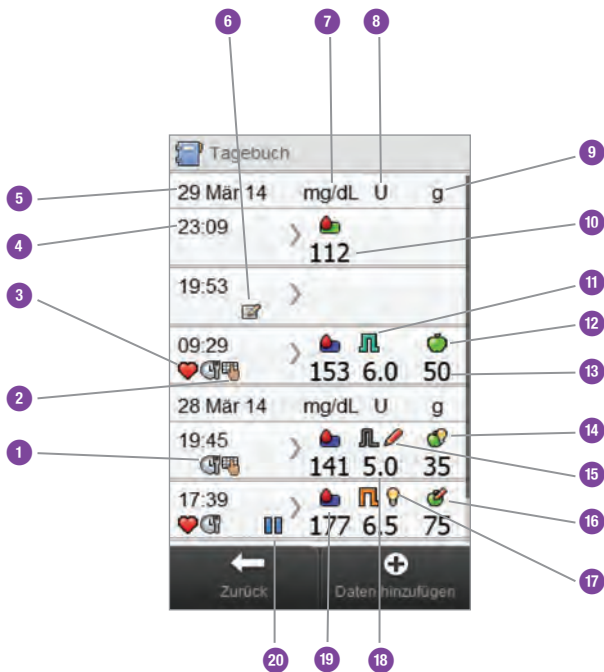 6 7 8
Tagebuch
5 29 Mär 14 mg/dL U g 9
4 23:09
112 10
3 19:53
11
12
09:29
2 153 6.0 50 13
28 Mär 14 mg/dL U g
14
1 19:45
141 5.0 35 15
17:39 16
177 6.5 75
17
Zurück Daten hinzufügen
20 19 18